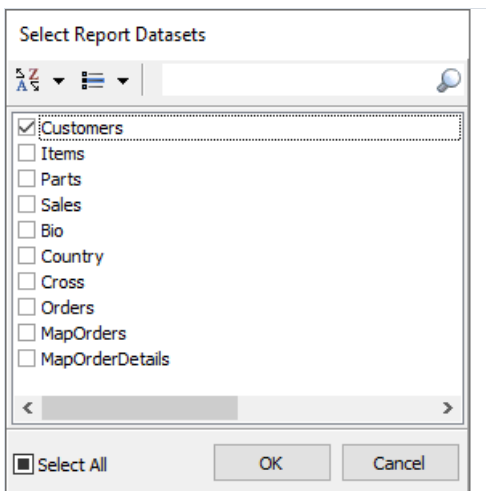 Select Report Datasets
Customers
Items
Parts
Sales
Bio
Country
Cross
Orders
MapOrders
MapOrderDetails
Select All OK Cancel